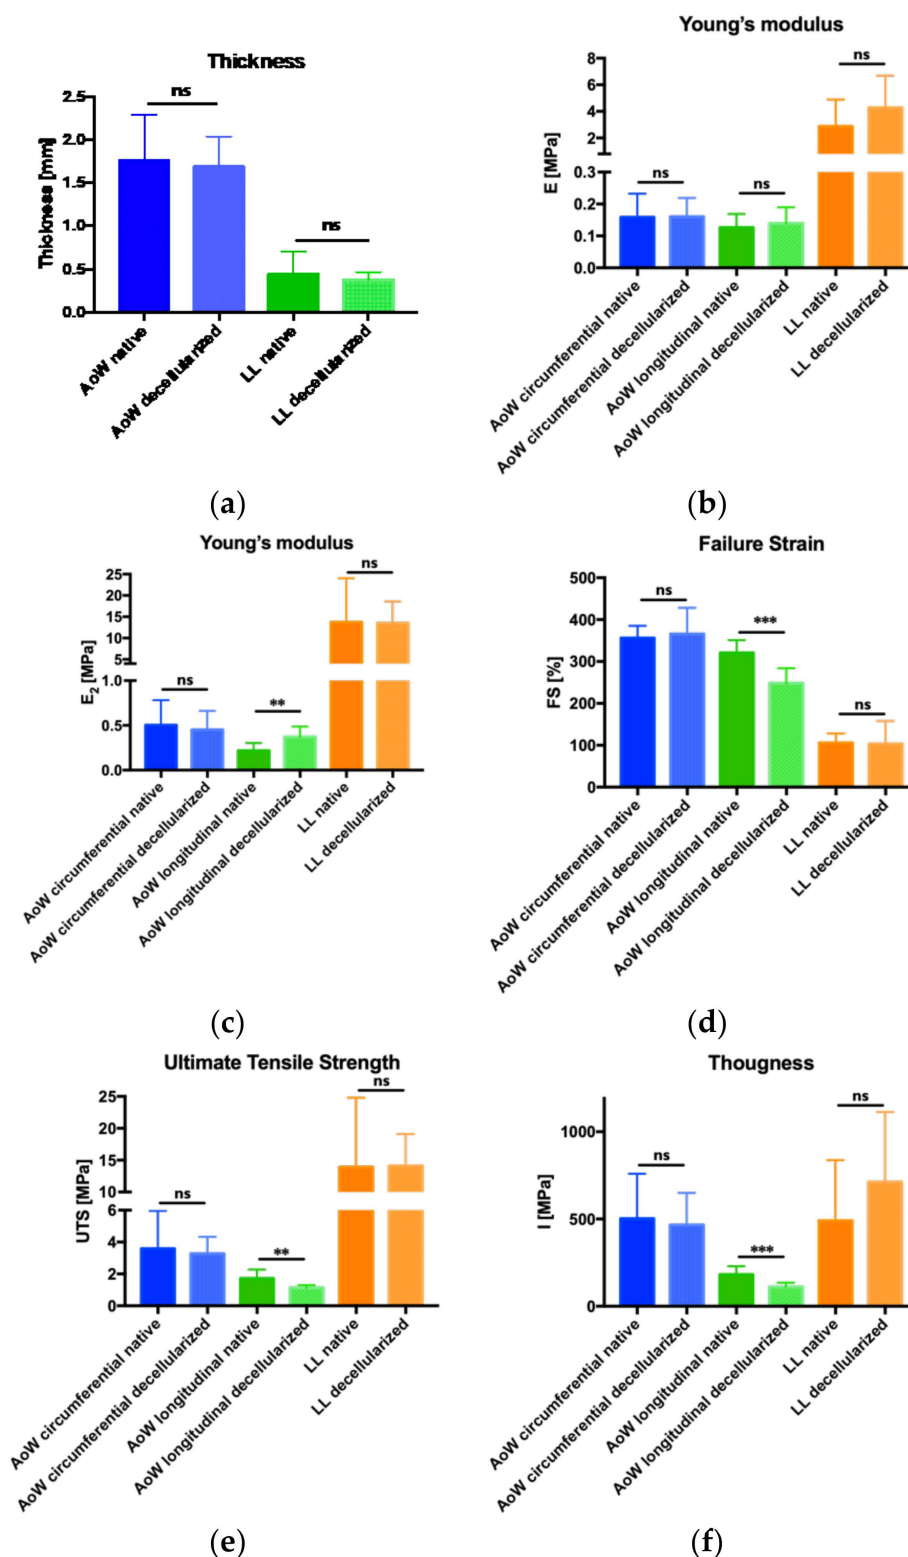 Thickness
ns
ns
Thickness [mm]
2.5
2.0
1.5
1.0
0.5
0.0
AoW native
AoW decellularized
LL native
LL decellularized
(a)
Young's modulus
ns
ns
ns
E [MPa]
8
6
4
2
0.3
0.2
0.1
0.0
AoW circumferential native
AoW circumferential decellularized
AoW longitudinal native
AoW longitudinal decellularized
LL native
LL decellularized
(b)
Young's modulus
ns
**
ns
E2 [MPa]
25
20
15
10
5
1.0
0.5
0.0
AoW circumferential native
AoW circumferential decellularized
AoW longitudinal native
AoW longitudinal decellularized
LL native
LL decellularized
(c)
Failure Strain
ns
***
ns
FS [%]
500
400
300
200
100
0
AoW circumferential native
AoW circumferential decellularized
AoW longitudinal native
AoW longitudinal decellularized
LL native
LL decellularized
(d)
Ultimate Tensile Strength
ns
**
ns
UTS [MPa]
25
20
15
10
6
4
2
0
AoW circumferential native
AoW circumferential decellularized
AoW longitudinal native
AoW longitudinal decellularized
LL native
LL decellularized
(e)
Thougness
ns
***
ns
I [MPa]
1000
500
0
AoW circumferential native
AoW circumferential decellularized
AoW longitudinal native
AoW longitudinal decellularized
LL native
LL decellularized
(f)